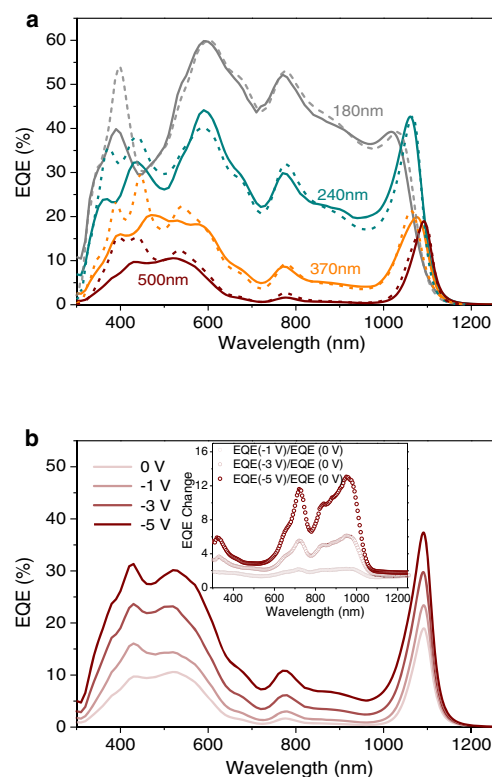 a
60
50
40
30
20
10
0
EQE (%)
180nm
240nm
370nm
500nm
400 600 800 1000 1200
Wavelength (nm)
b
50
40
30
20
10
0
EQE (%)
0 V
-1 V
-3 V
-5 V
16
12
8
4
0
EQE Change
EQE(-1 V)/EQE (0 V)
EQE(-3 V)/EQE (0 V)
EQE(-5 V)/EQE (0 V)
400 600 800 1000 1200
Wavelength (nm)
400 600 800 1000 1200
Wavelength (nm)